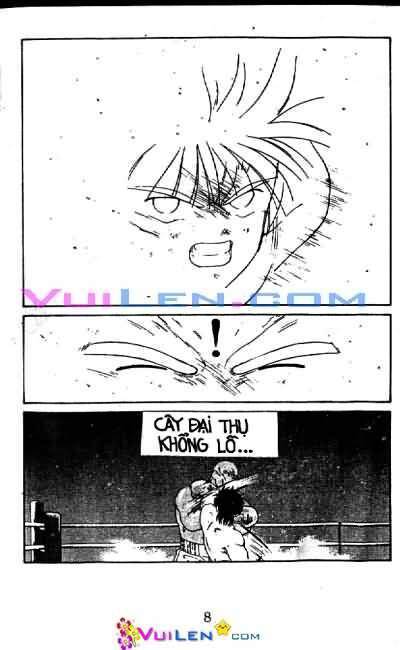 VUILEN.COM
!
CÂY ĐẠI THỤ
KHỔNG LỒ...
8
VUILEN.COM